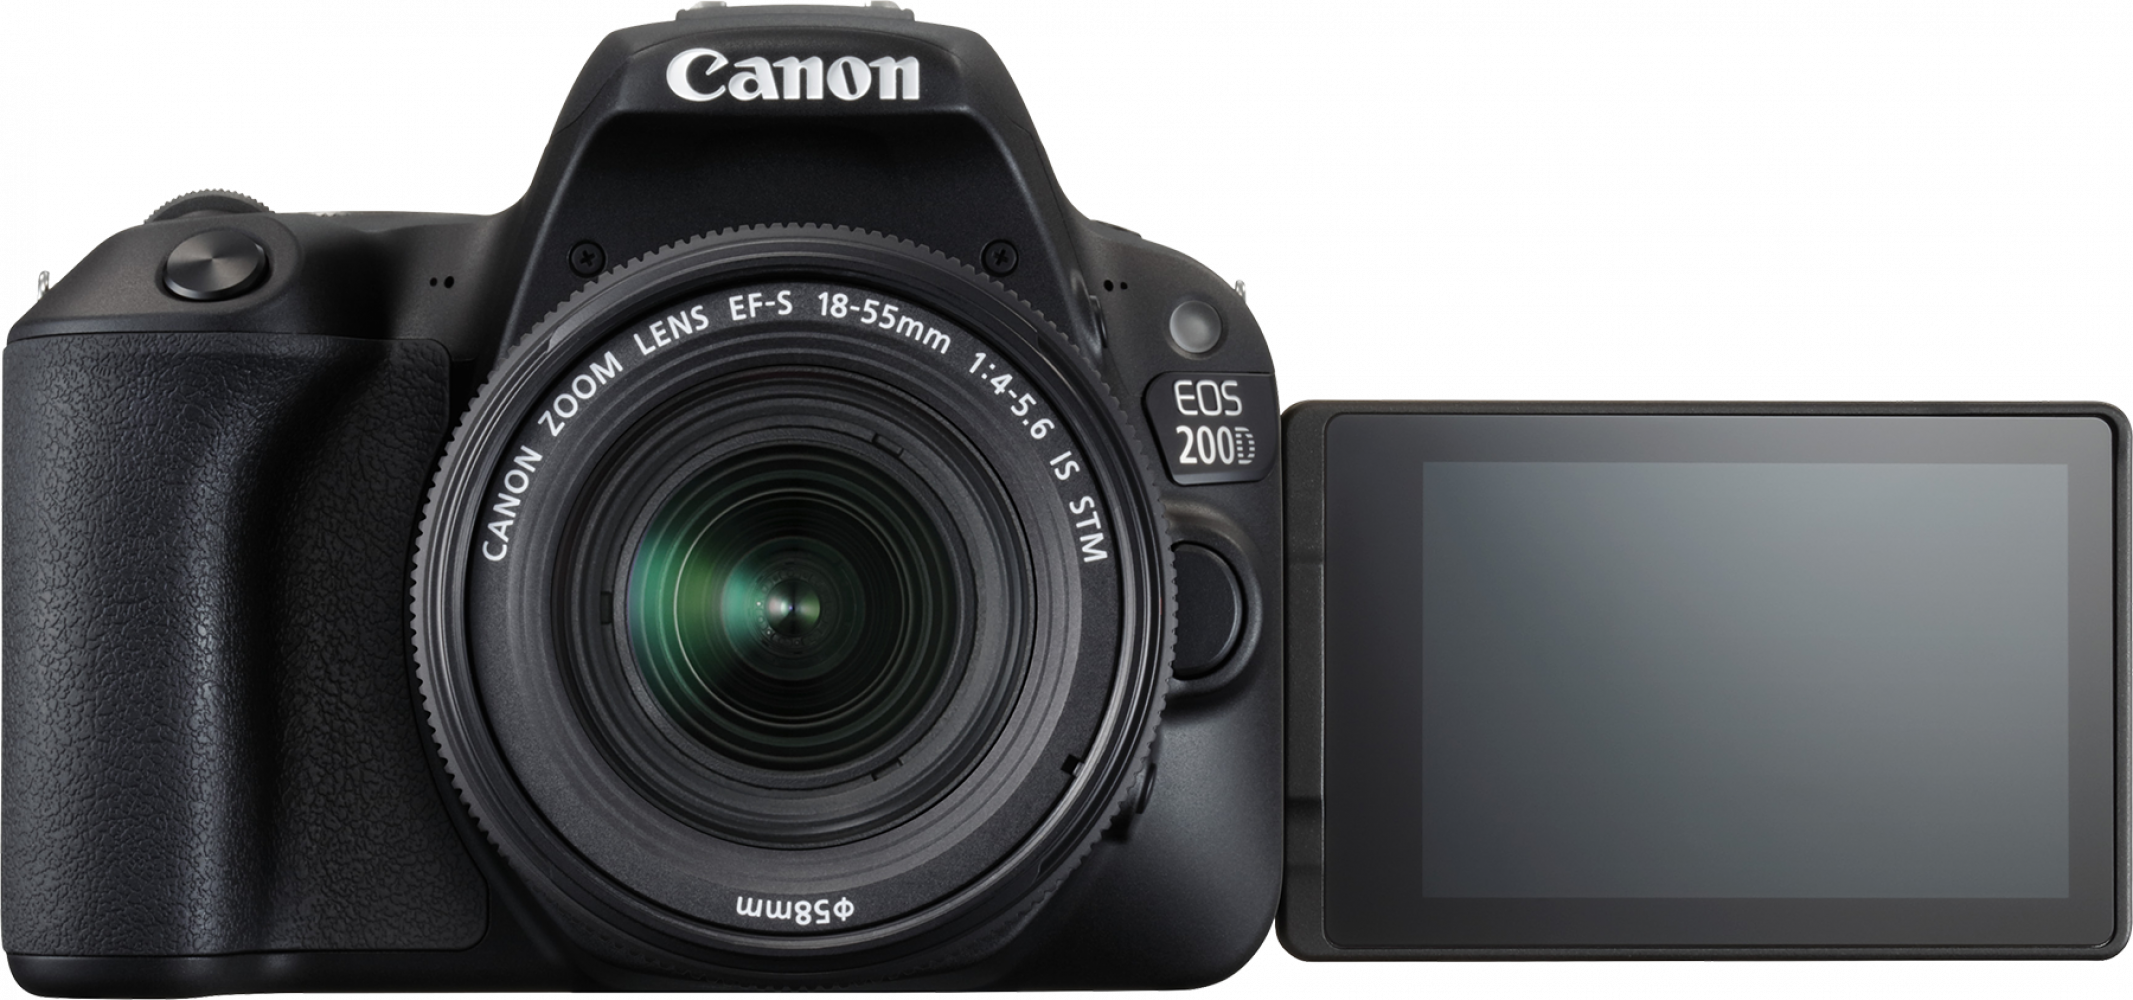 Canon
CANON ZOOM LENS EF-S 18-55mm 1:4-5.6 IS STM
EOS
200D
Φ58mm